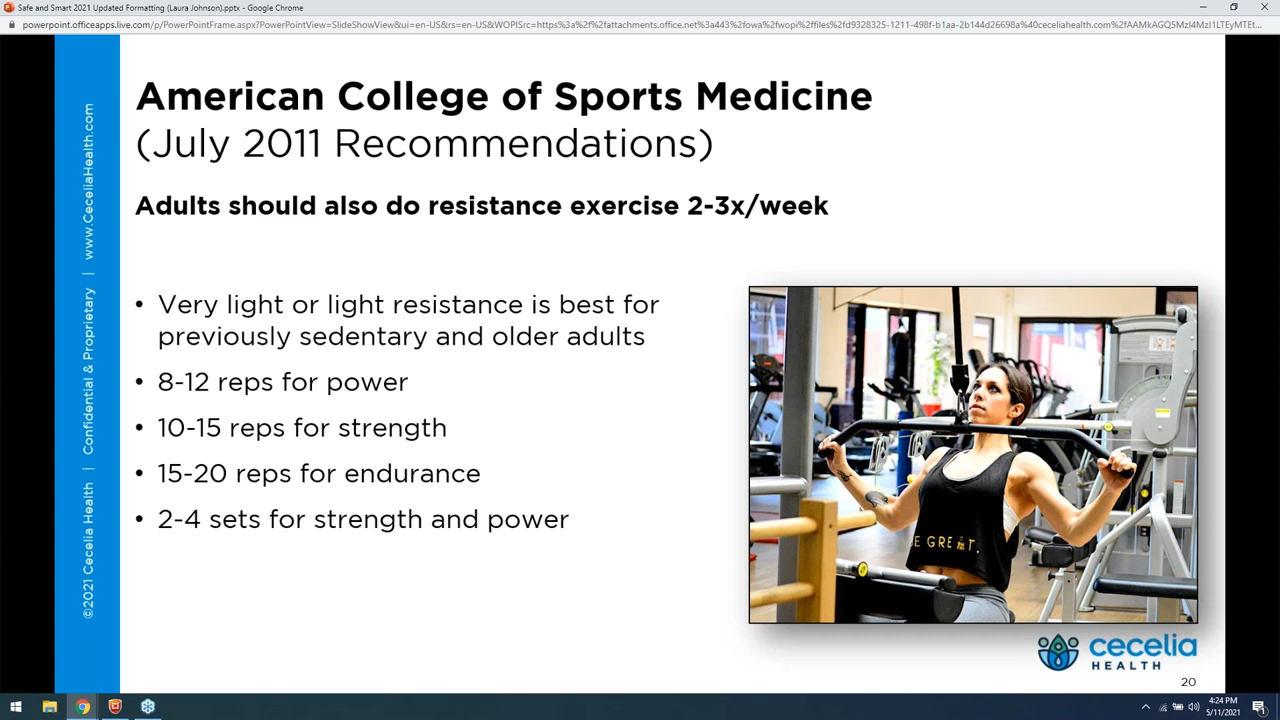 Safe and Smart 2021 Updated Formatting (Laura Johnson).pptx - Google Chrome
American College of Sports Medicine
(July 2011 Recommendations)
Adults should also do resistance exercise 2-3x/week
• Very light or light resistance is best for
previously sedentary and older adults
• 8-12 reps for power
• 10-15 reps for strength
• 15-20 reps for endurance
• 2-4 sets for strength and power
E GRE T.
©2021 Cecelia Health | Confidential & Proprietary | www.CeceliaHealth.com
cecelia
HEALTH
20
4:24 PM
5/11/2021